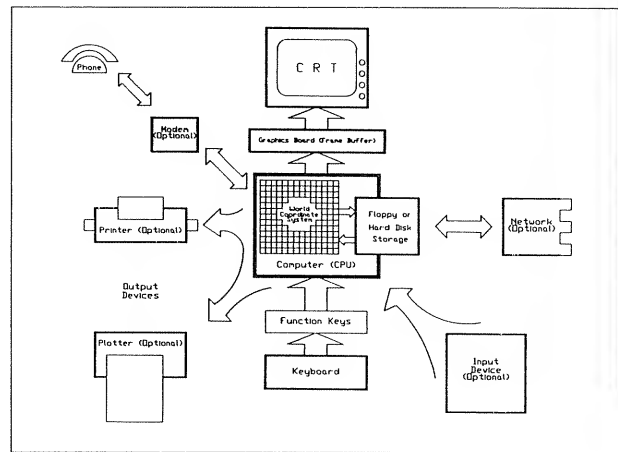 Phone
C R T
Modem
(Optional)
Graphics Board (Frame Buffer)
World
Coordinate
System
Floppy or
Hard Disk
Storage
Computer (CPU)
Network
(Optional)
Printer (Optional)
Output
Devices
Function Keys
Plotter (Optional)
Keyboard
Input
Device
(Optional)